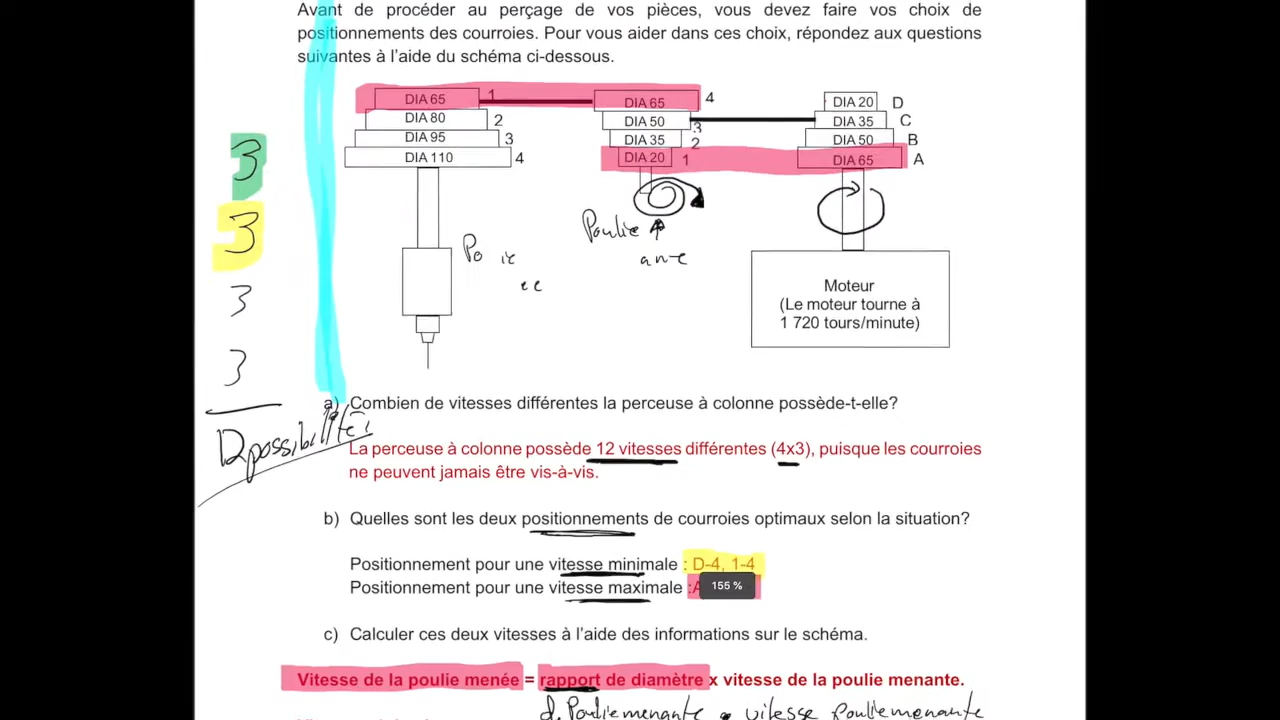 Avant de procéder au perçage de vos pièces, vous devez faire vos choix de
positionnements des courroies. Pour vous aider dans ces choix, répondez aux questions
suivantes à l'aide du schéma ci-dessous.
DIA 65 1 DIA 65 4 DIA 20 D
DIA 80 2 DIA 50 3 DIA 35 C
DIA 95 3 DIA 35 2 DIA 50 B
DIA 110 4 DIA 20 1 DIA 65 A
3
3
3
3
12 possibilités
Poulie
Moteur
(Le moteur tourne à
1 720 tours/minute)
a) Combien de vitesses différentes la perceuse à colonne possède-t-elle?
La perceuse à colonne possède 12 vitesses différentes (4x3), puisque les courroies
ne peuvent jamais être vis-à-vis.
b) Quelles sont les deux positionnements de courroies optimaux selon la situation?
Positionnement pour une vitesse minimale : D-4, 1-4
Positionnement pour une vitesse maximale :
155 %
c) Calculer ces deux vitesses à l'aide des informations sur le schéma.
Vitesse de la poulie menée = rapport de diamètre x vitesse de la poulie menante.
d. Poulie menante • vitesse pouliemenante